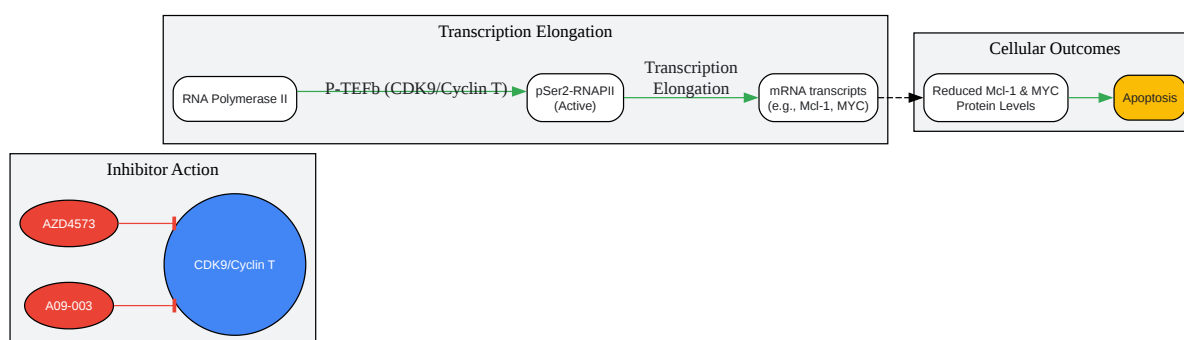 Transcription Elongation
RNA Polymerase II
P-TEFb (CDK9/Cyclin T)
pSer2-RNAPII
(Active)
Transcription
Elongation
mRNA transcripts
(e.g., Mcl-1, MYC)
Cellular Outcomes
Reduced Mcl-1 & MYC
Protein Levels
Apoptosis
Inhibitor Action
AZD4573
A09-003
CDK9/Cyclin T